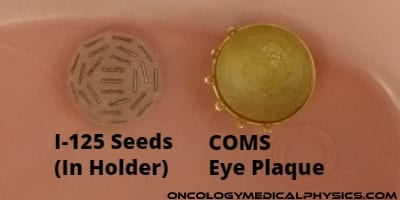 I-125 Seeds
(In Holder)
COMS
Eye Plaque
ONCOLOGYMEDICALPHYSICS.COM